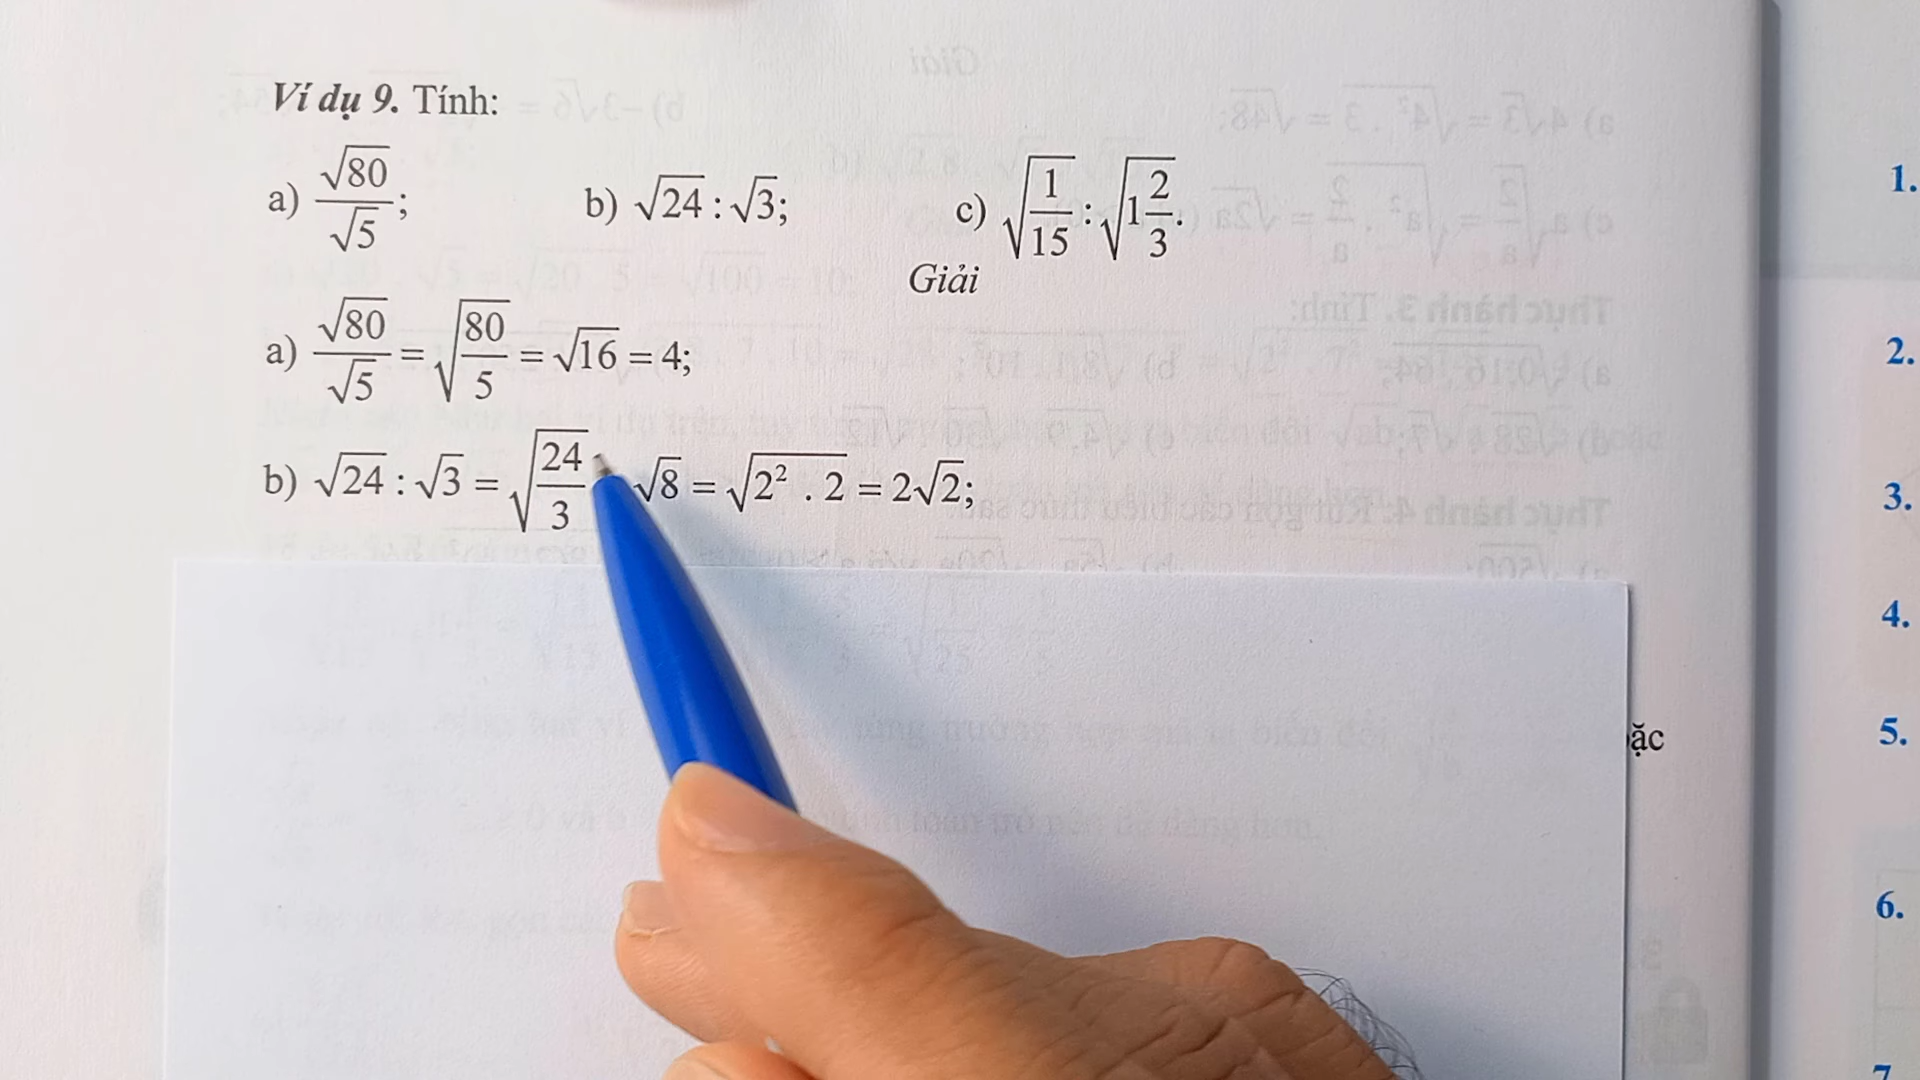 Ví dụ 9. Tính:
a) √80/√5; b) √24 : √3; c) √(1/15) : √(1 2/3).
Giải
a) √80/√5 = √(80/5) = √16 = 4;
b) √24 : √3 = √(24/3) √8 = √(2² . 2) = 2√2;
1.
2.
3.
4.
5.
6.
7